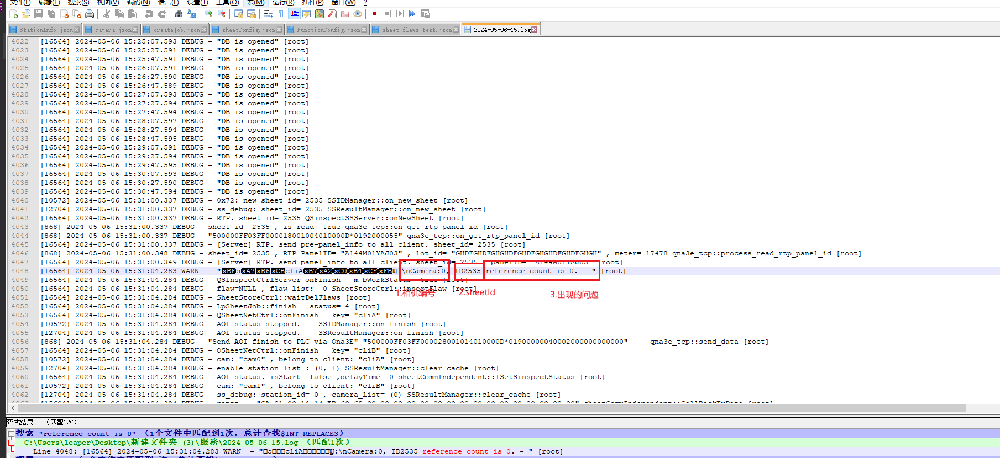 文件(F) 编辑(E) 搜索(S) 视图(V) 编码(N) 语言(L) 设置(T) 工具(O) 宏(M) 运行(R) 插件(P) 窗口(W) ?
StationInfo.json camera.json createJob.json sheetConfig.json FunctionConfig.json sheet_flaws_test.json 2024-05-06-15.log
4022 [16564] 2024-05-06 15:25:07.593 DEBUG - "DB is opened" [root]
4023 [16564] 2024-05-06 15:25:27.591 DEBUG - "DB is opened" [root]
4024 [16564] 2024-05-06 15:25:47.591 DEBUG - "DB is opened" [root]
4025 [16564] 2024-05-06 15:26:07.591 DEBUG - "DB is opened" [root]
4026 [16564] 2024-05-06 15:26:27.590 DEBUG - "DB is opened" [root]
4027 [16564] 2024-05-06 15:26:47.589 DEBUG - "DB is opened" [root]
4028 [16564] 2024-05-06 15:27:07.593 DEBUG - "DB is opened" [root]
4029 [16564] 2024-05-06 15:27:27.594 DEBUG - "DB is opened" [root]
4030 [16564] 2024-05-06 15:27:47.594 DEBUG - "DB is opened" [root]
4031 [16564] 2024-05-06 15:28:07.597 DEBUG - "DB is opened" [root]
4032 [16564] 2024-05-06 15:28:27.594 DEBUG - "DB is opened" [root]
4033 [16564] 2024-05-06 15:28:47.595 DEBUG - "DB is opened" [root]
4034 [16564] 2024-05-06 15:29:07.591 DEBUG - "DB is opened" [root]
4035 [16564] 2024-05-06 15:29:27.594 DEBUG - "DB is opened" [root]
4036 [16564] 2024-05-06 15:29:47.595 DEBUG - "DB is opened" [root]
4037 [16564] 2024-05-06 15:30:07.593 DEBUG - "DB is opened" [root]
4038 [16564] 2024-05-06 15:30:27.590 DEBUG - "DB is opened" [root]
4039 [16564] 2024-05-06 15:30:47.594 DEBUG - "DB is opened" [root]
4040 [10572] 2024-05-06 15:31:00.337 DEBUG - 0x72: new sheet id= 2535 SSIDManager::on_new_sheet [root]
4041 [12704] 2024-05-06 15:31:00.337 DEBUG - ss_debug: sheet_id= 2535 SSResultManager::on_new_sheet [root]
4042 [16564] 2024-05-06 15:31:00.337 DEBUG - RTP. sheet_id= 2535 QSinspectSSServer::onNewSheet [root]
4043 [868] 2024-05-06 15:31:00.337 DEBUG - sheet_id= 2535 , is_read= true qna3e_tcp::on_get_rtp_panel_id [root]
4044 [868] 2024-05-06 15:31:00.337 DEBUG - "500000FF03FF000018001004010000D*0192000055" qna3e_tcp::on_get_rtp_panel_id [root]
4045 [16564] 2024-05-06 15:31:00.337 DEBUG - [Server] RTP. send pre-panel_info to all client. sheet_id= 2535 [root]
4046 [868] 2024-05-06 15:31:00.348 DEBUG - sheet_id= 2535 , RTP PanelID= "A144M01YAJ03" , lot_id= "GHDFGHDFGHGHDFGHDFGHGHDFGHDFGHGH" , meter= 17478 qna3e_tcp::process_read_rtp_panel_id [root]
4047 [16564] 2024-05-06 15:31:00.349 DEBUG - [Server] RTP. send panel_info to all client. sheet_id= 2535 panelID= "A144M01YAJ03" [root]
4048 [16564] 2024-05-06 15:31:04.283 WARN - "xBFxA7xB6xCBcliAxB7xA2xC0xB4xCFxFB:\nCamera:0, ID2535 reference count is 0. - " [root]
4049 [16564] 2024-05-06 15:31:04.284 DEBUG - QSInspectCtrlServer onFinish m_bWorkStatus= true [root]
4050 [16564] 2024-05-06 15:31:04.284 DEBUG - flaw=NULL , flaw list: 0 SheetStoreCtrl::insertFlaw [root]
1.相机编号 2.sheetId 3.出现的问题
4051 [16564] 2024-05-06 15:31:04.284 DEBUG - SheetStoreCtrl::waitDelFlaws [root]
4052 [16564] 2024-05-06 15:31:04.284 DEBUG - LpSheetJob::finish status= 4 [root]
4053 [16564] 2024-05-06 15:31:04.284 DEBUG - QSheetNetCtrl::onFinish key= "cliA" [root]
4054 [10572] 2024-05-06 15:31:04.284 DEBUG - AOI status stopped. - SSIDManager::on_finish [root]
4055 [12704] 2024-05-06 15:31:04.284 DEBUG - AOI status stopped. - SSResultManager::on_finish [root]
4056 [868] 2024-05-06 15:31:04.284 DEBUG - "Send AOI finish to PLC via Qna3E" "500000FF03FF000028001014010000D*01900000040002000000000000" - qna3e_tcp::send_data [root]
4057 [16564] 2024-05-06 15:31:04.284 DEBUG - QSheetNetCtrl::onFinish key= "cliB" [root]
4058 [10572] 2024-05-06 15:31:04.284 DEBUG - cam: "cam0" , belong to client: "cliA" [root]
4059 [12704] 2024-05-06 15:31:04.284 DEBUG - enable_station_list_: (0, 1) SSResultManager::clear_cache [root]
4060 [16564] 2024-05-06 15:31:04.284 DEBUG - AOI status. isStart= false ,delayTime= 0 sheetCommIndependent::ISetSinspectStatus [root]
4061 [10572] 2024-05-06 15:31:04.284 DEBUG - cam: "cam1" , belong to client: "cliB" [root]
4062 [12704] 2024-05-06 15:31:04.284 DEBUG - ss_debug: station_id= 0 , camera_list= (0) SSResultManager::clear_cache [root]
查找结果 - (匹配1次)
搜索 "reference count is 0" (1个文件中匹配到1次, 总计查找$INT_REPLACE3)
C:\Users\leaper\Desktop\新建文件夹 (3)\服務\2024-05-06-15.log (匹配1次)
Line 4048: [16564] 2024-05-06 15:31:04.283 WARN - "cliA:\nCamera:0, ID2535 reference count is 0. - " [root]